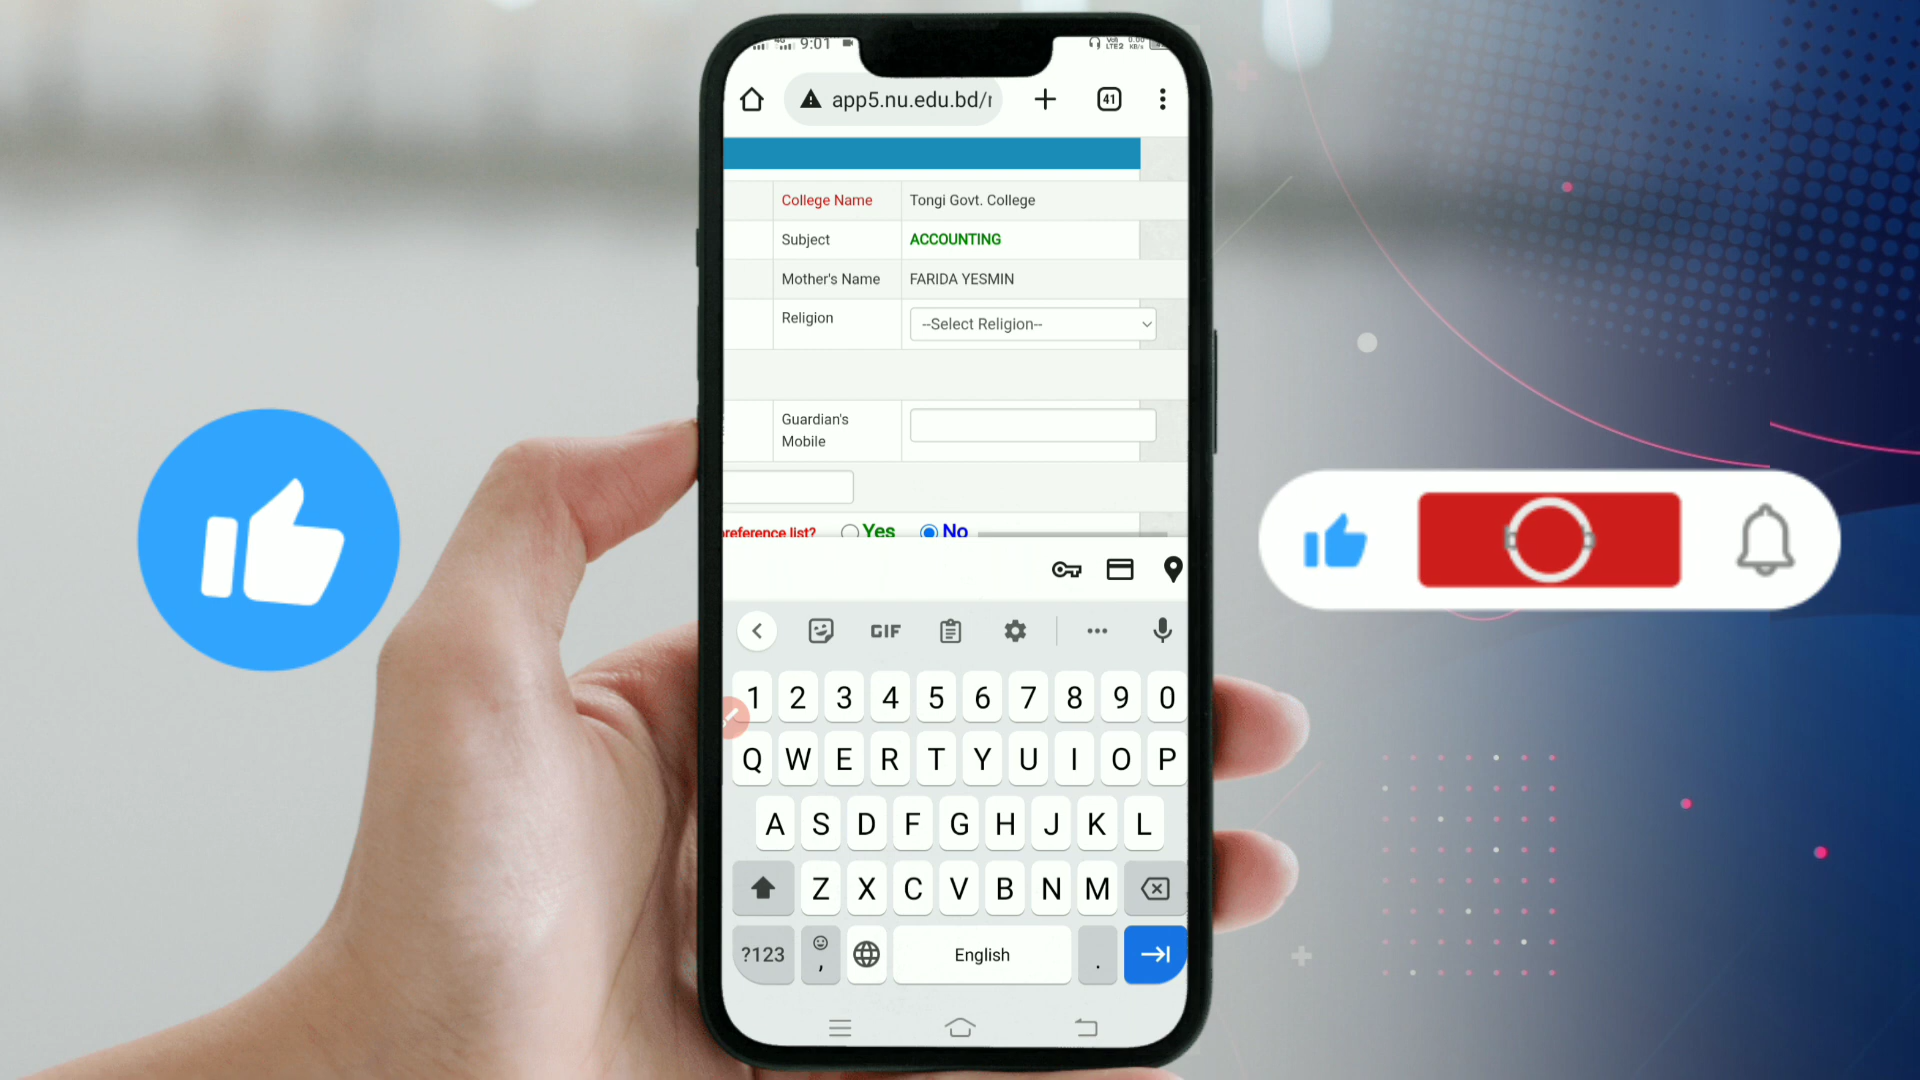 9:01
app5.nu.edu.bd/r
41
College Name Tongi Govt. College
Subject ACCOUNTING
Mother's Name FARIDA YESMIN
Religion --Select Religion--
Guardian's
Mobile
reference list? Yes No
GIF
1 2 3 4 5 6 7 8 9 0
Q W E R T Y U I O P
A S D F G H J K L
Z X C V B N M
?123 , English .